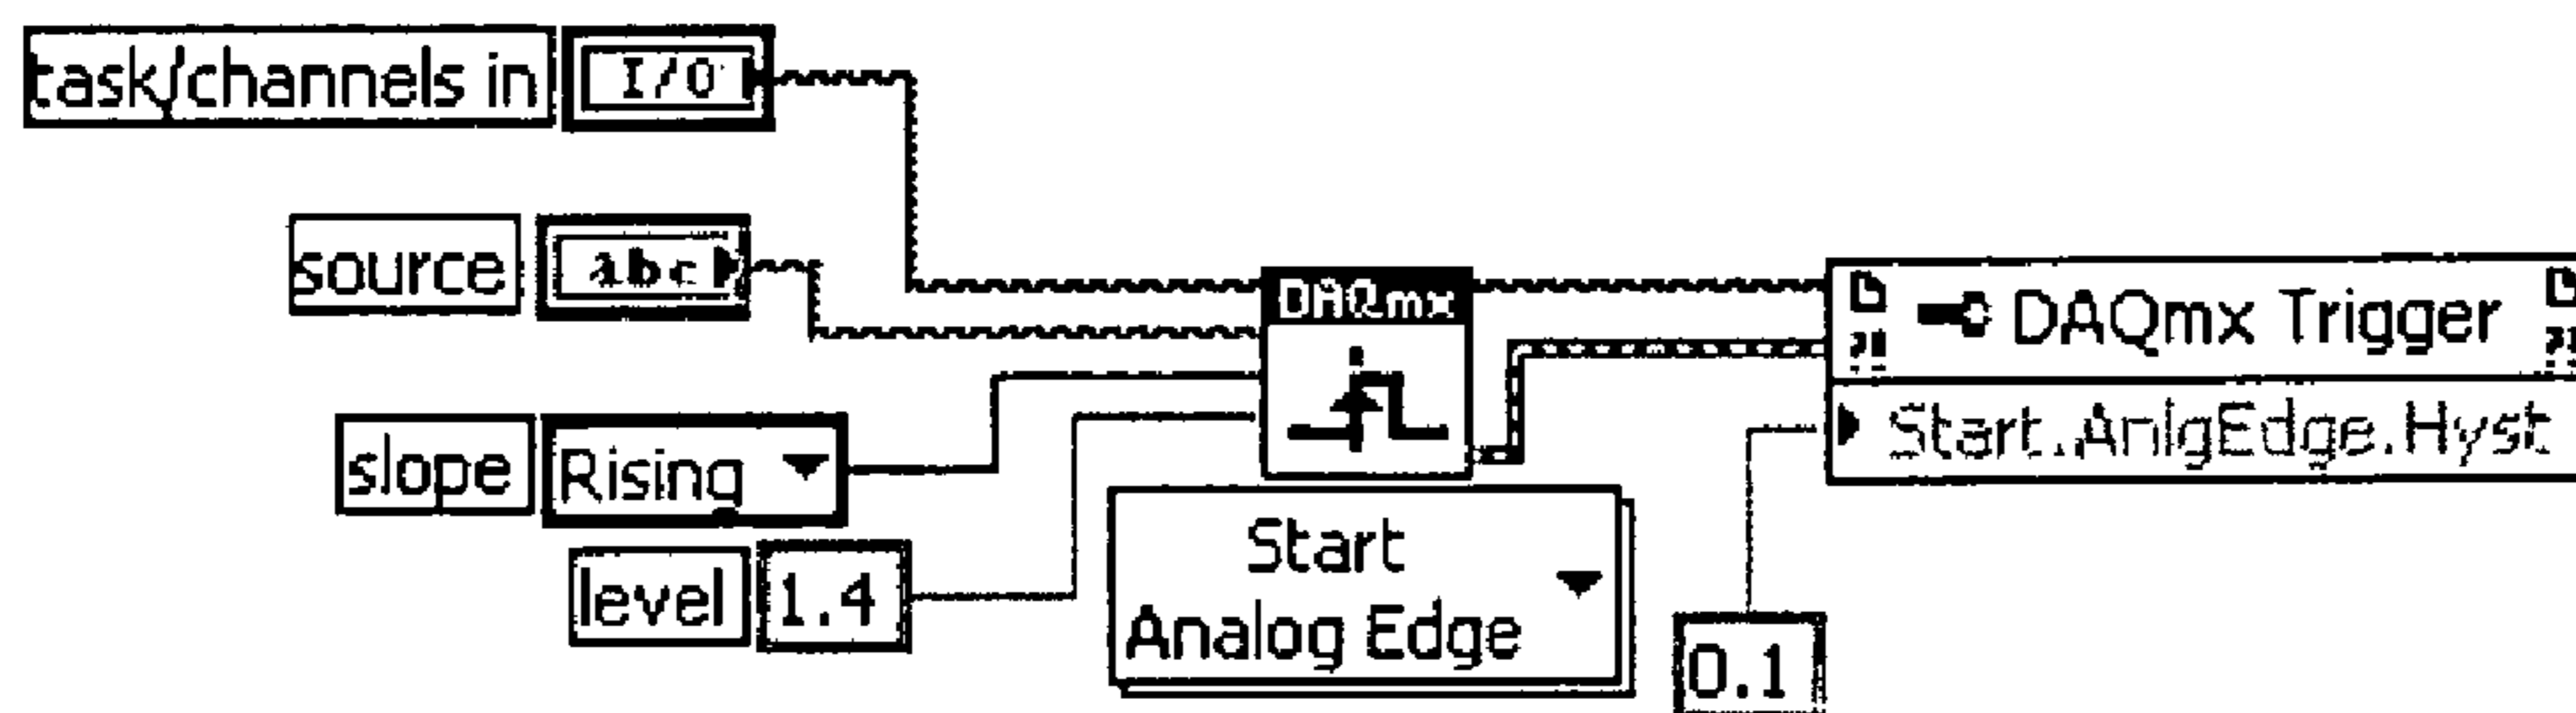 task/channels in I/O
source abc
DAQmx
DAQmx Trigger
slope Rising
Start.AnlgEdge.Hyst
level 1.4
Start
Analog Edge
0.1